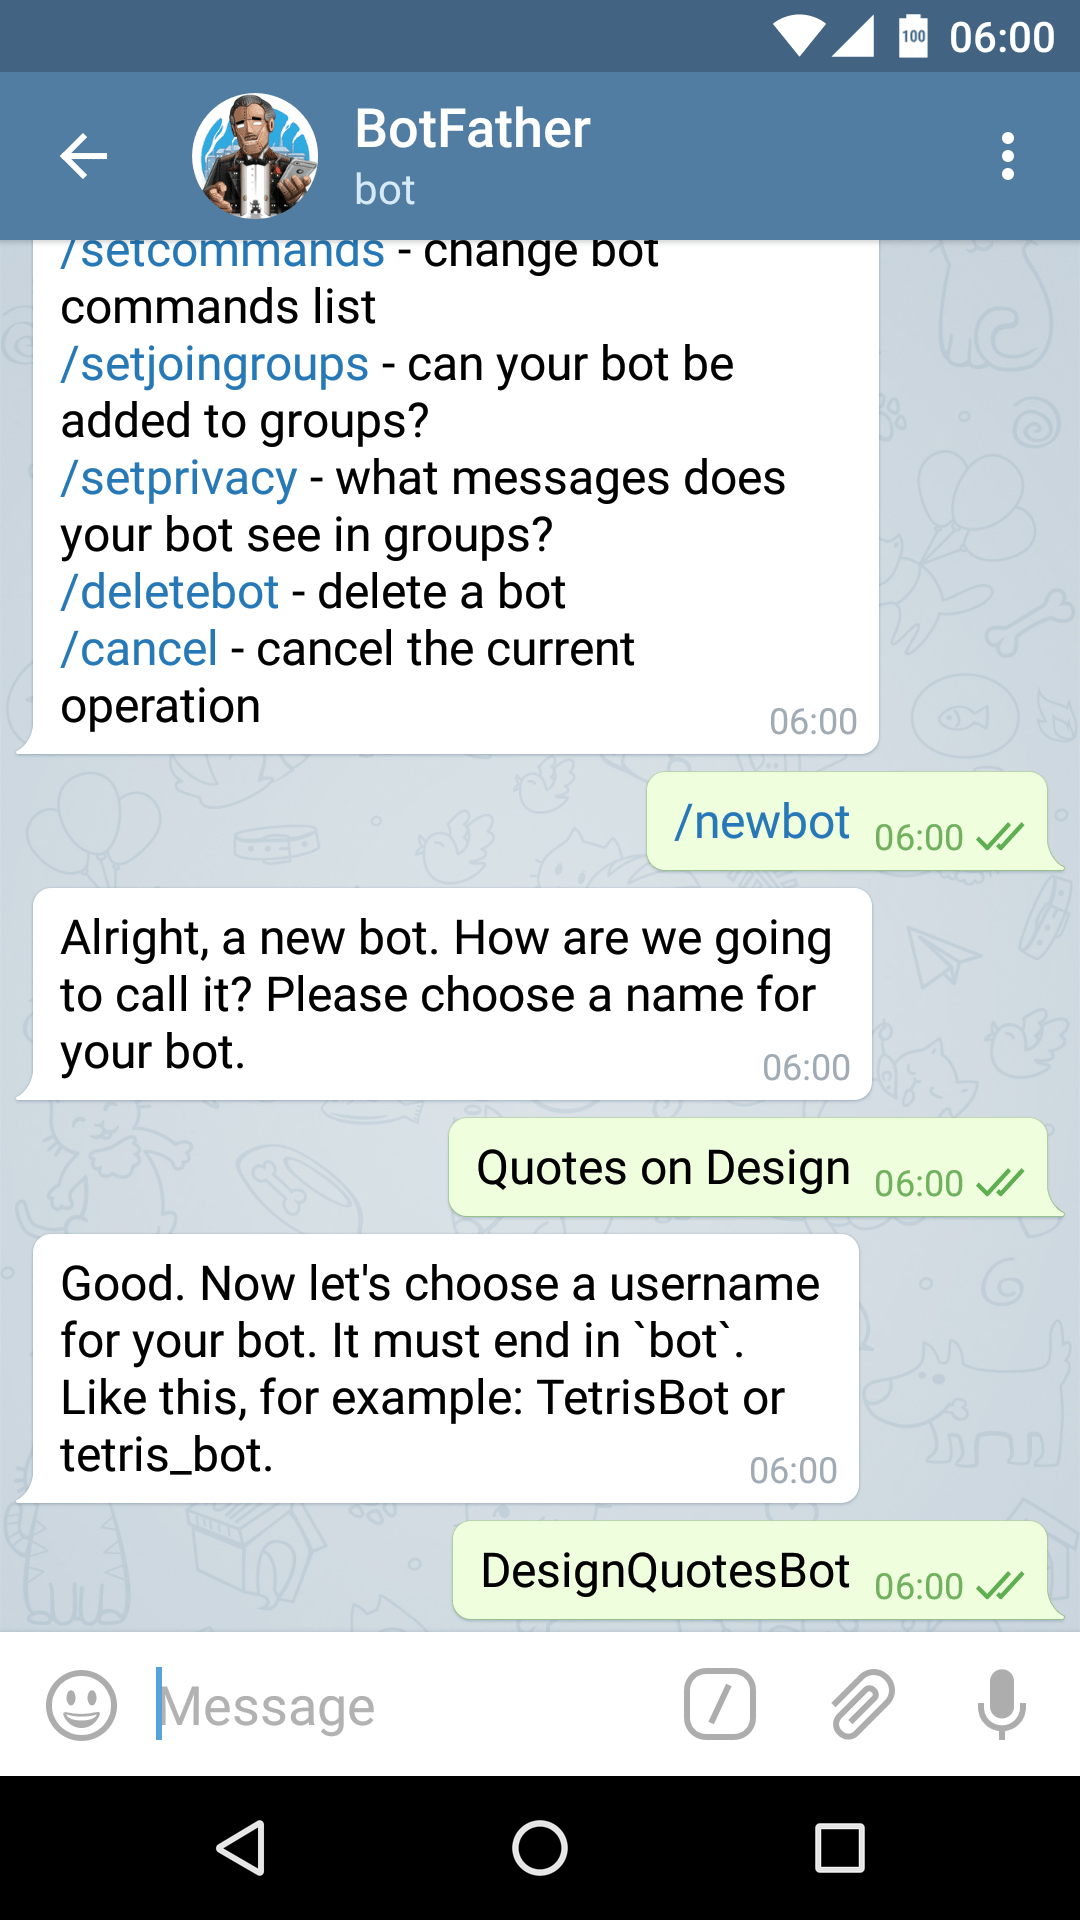 100 06:00
BotFather
bot
/setcommands - change bot
commands list
/setjoingroups - can your bot be
added to groups?
/setprivacy - what messages does
your bot see in groups?
/deletebot - delete a bot
/cancel - cancel the current
operation
06:00
/newbot 06:00
Alright, a new bot. How are we going
to call it? Please choose a name for
your bot.
06:00
Quotes on Design 06:00
Good. Now let's choose a username
for your bot. It must end in `bot`.
Like this, for example: TetrisBot or
tetris_bot.
06:00
DesignQuotesBot 06:00
Message